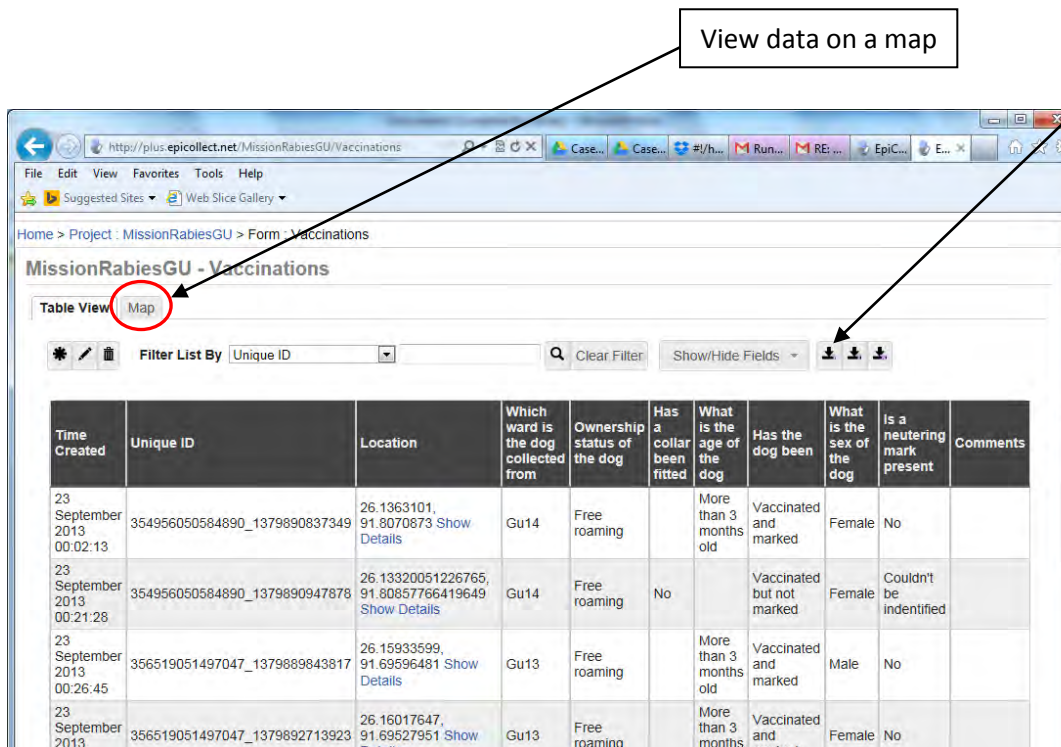 View data on a map
http://plus.epicollect.net/MissionRabiesGU/Vaccinations
Case... Case... #!/h... Run... RE: ... EpiC... E...
File Edit View Favorites Tools Help
Suggested Sites Web Slice Gallery
Home > Project : MissionRabiesGU > Form : Vaccinations
MissionRabiesGU - Vaccinations
Table View Map
Filter List By Unique ID Clear Filter Show/Hide Fields
Time Created Unique ID Location Which ward is the dog collected from Ownership status of the dog Has a collar been fitted What is the age of the dog Has the dog been What is the sex of the dog Is a neutering mark present Comments
23 September 2013 00:02:13 354956050584890_1379890837349 26.1363101, 91.8070873 Show Details Gu14 Free roaming More than 3 months old Vaccinated and marked Female No
23 September 2013 00:21:28 354956050584890_1379890947878 26.13320051226765, 91.80857766419649 Show Details Gu14 Free roaming No Vaccinated but not marked Female Couldn't be indentified
23 September 2013 00:26:45 356519051497047_1379889843817 26.15933599, 91.69596481 Show Details Gu13 Free roaming More than 3 months old Vaccinated and marked Male No
23 September 2013 356519051497047_1379892713923 26.16017647, 91.69527951 Show Gu13 Free roaming More than 3 months Vaccinated and Female No